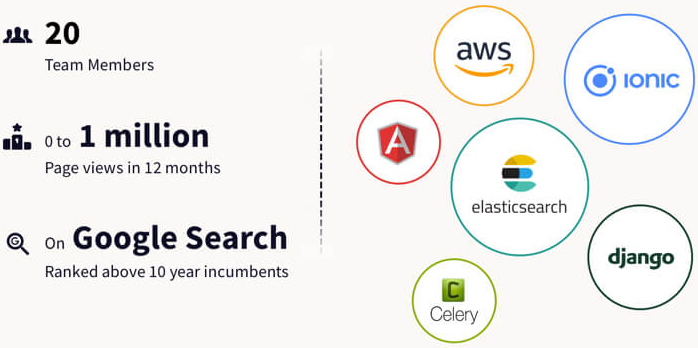 20
Team Members
0 to 1 million
Page views in 12 months
On Google Search
Ranked above 10 year incumbents
aws
IONIC
A
elasticsearch
django
C
Celery